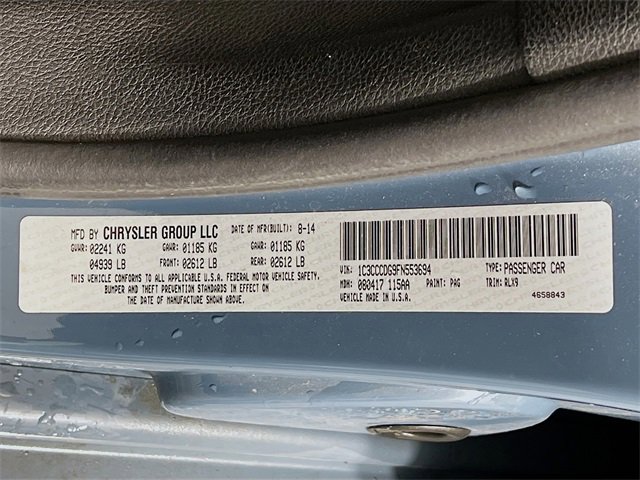 MFD BY CHRYSLER GROUP LLC DATE OF MFR(BUILT): 8-14
GVWR: 02241 KG GAWR: 01185 KG GAWR: 01185 KG
04939 LB FRONT: 02612 LB REAR: 02612 LB
THIS VEHICLE CONFORMS TO ALL APPLICABLE U.S.A. FEDERAL MOTOR VEHICLE SAFETY,
BUMPER AND THEFT PREVENTION STANDARDS IN EFFECT ON
THE DATE OF MANUFACTURE SHOWN ABOVE.
VIN: 1C3CCCDG9FN553694 TYPE: PASSENGER CAR
MDH: 080417 115AA PAINT: PAG TRIM: RLX9
VEHICLE MADE IN U.S.A. 4658843